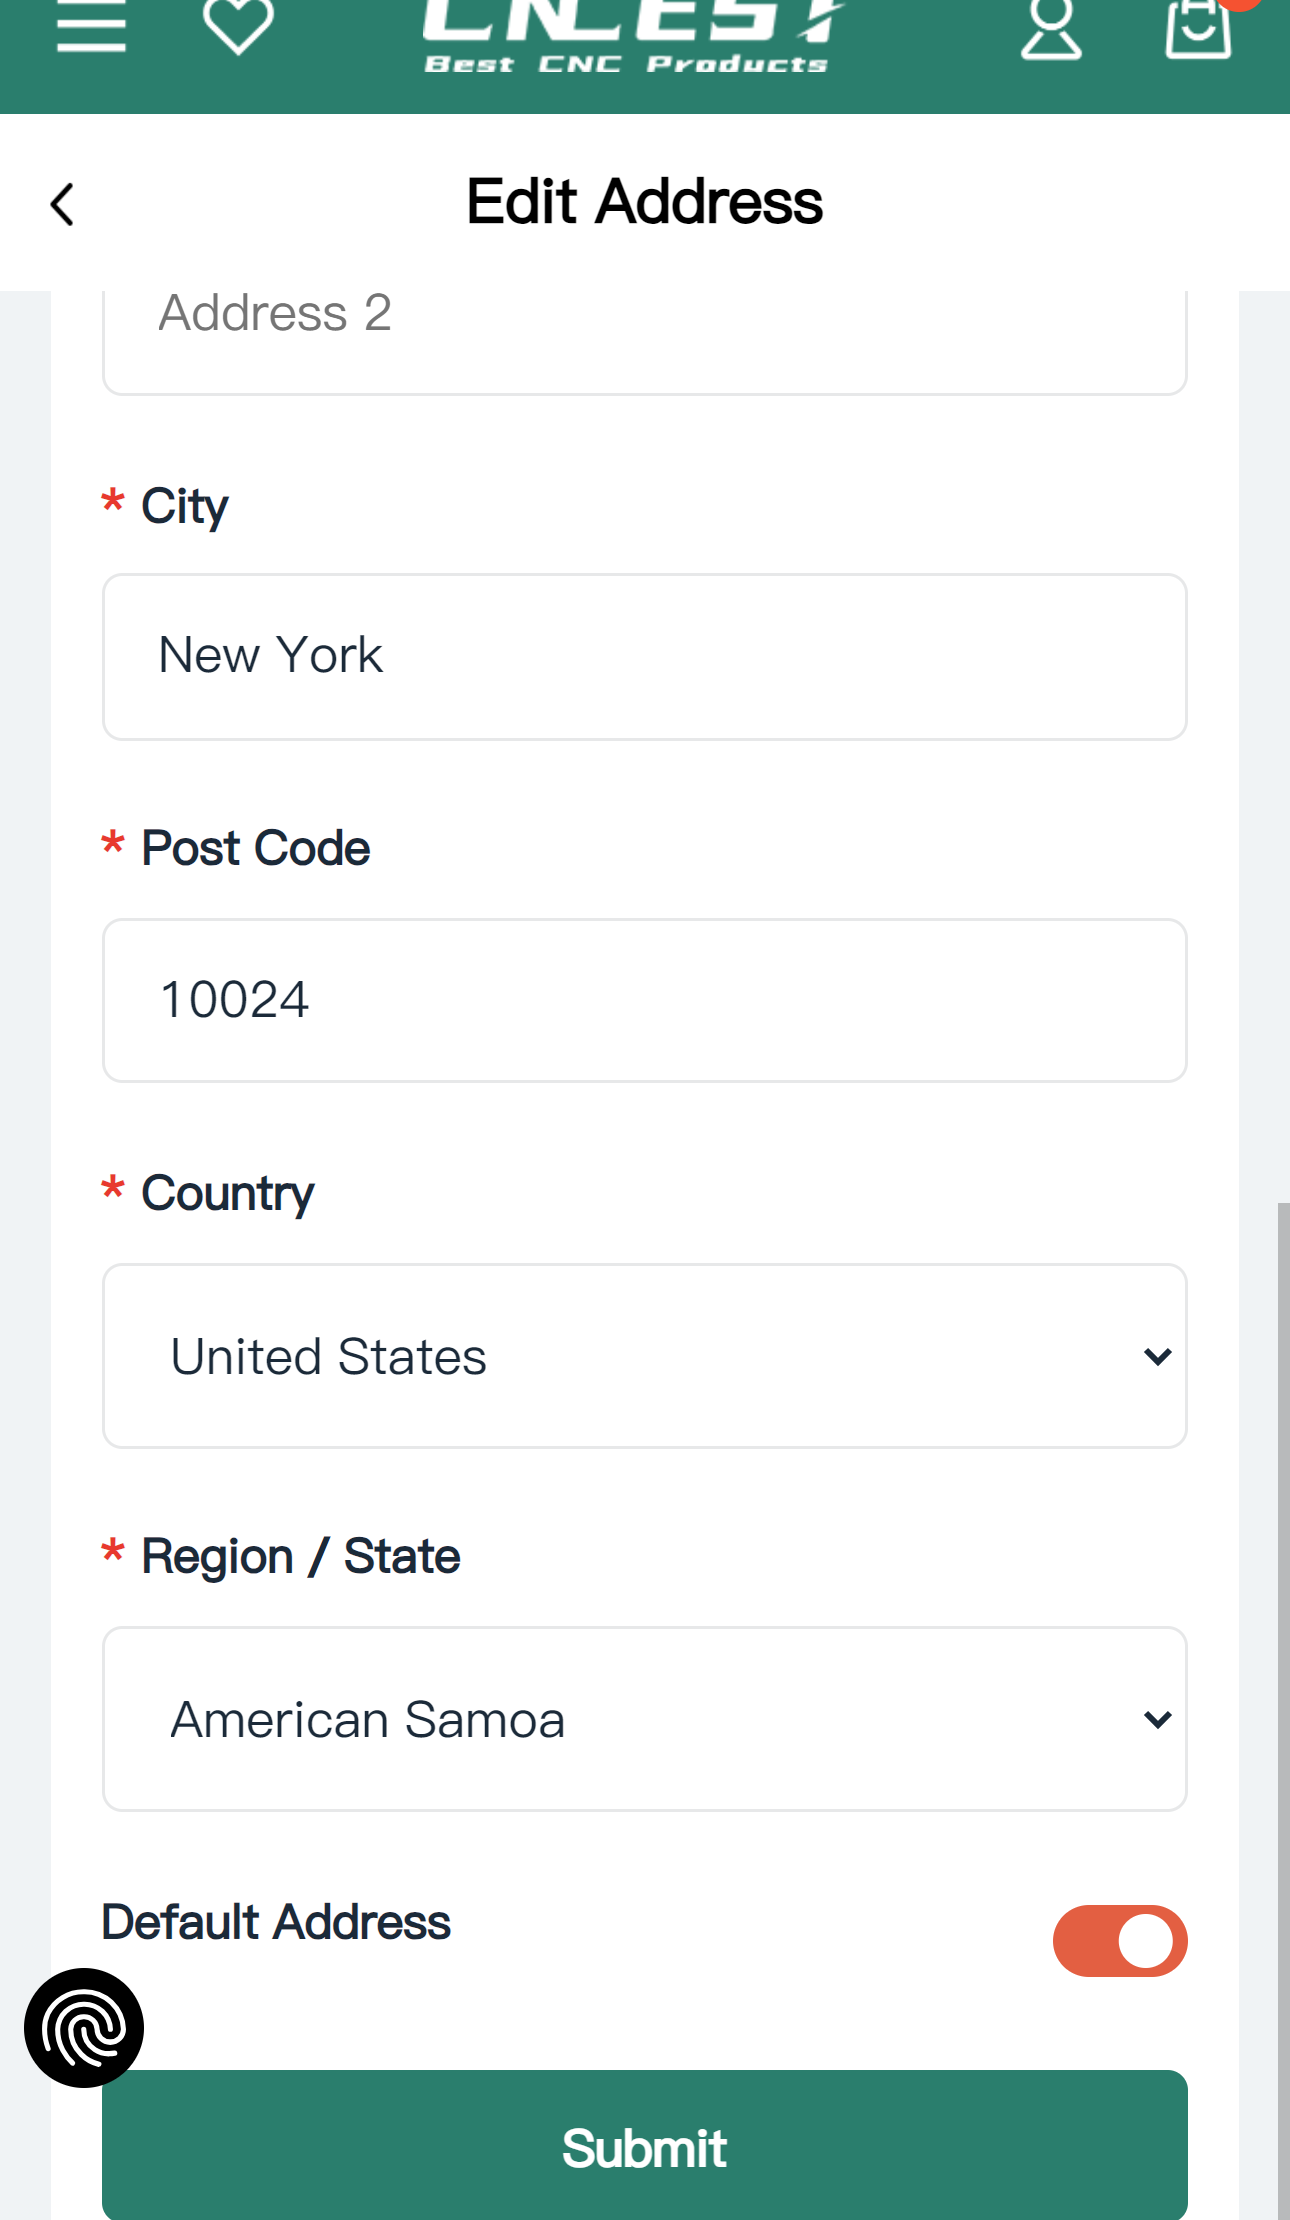 Best CNC Products
Edit Address
Address 2
* City
New York
* Post Code
10024
* Country
United States
* Region / State
American Samoa
Default Address
Submit